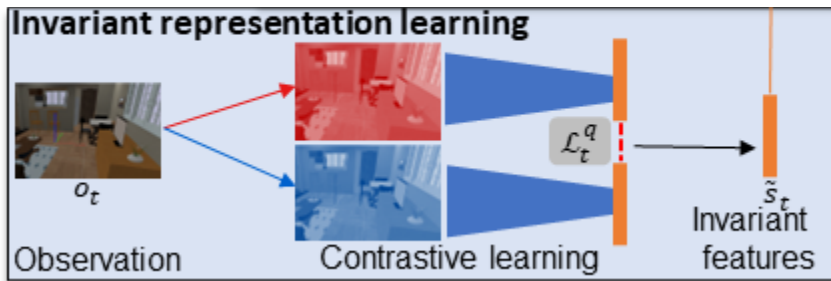 Invariant representation learning
o_t
ℒ_t^q
s̃_t
Observation
Contrastive learning
Invariant
features